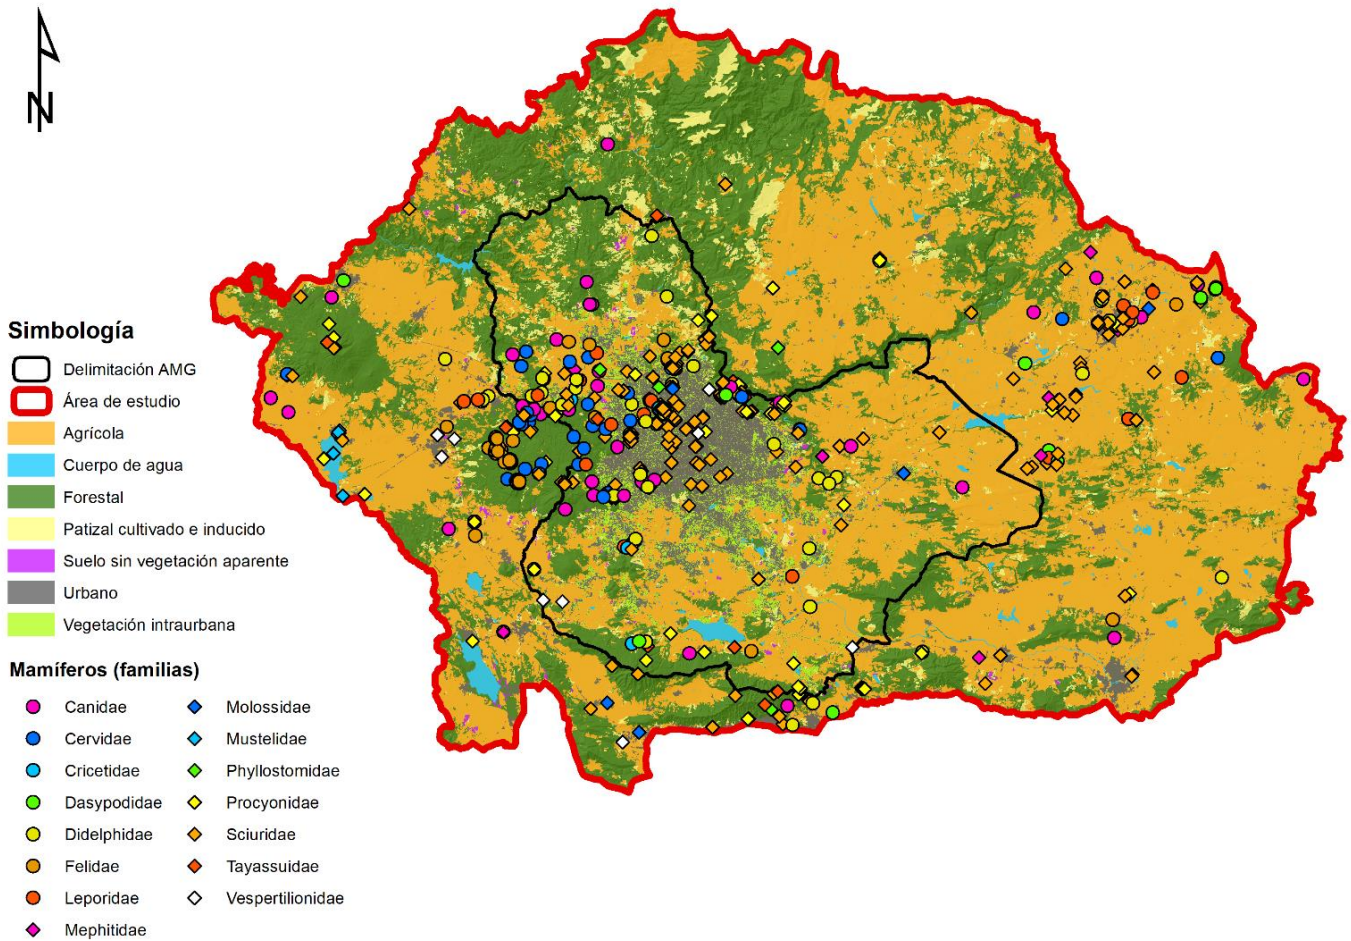 N
Simbología
Delimitación AMG
Área de estudio
Agrícola
Cuerpo de agua
Forestal
Patizal cultivado e inducido
Suelo sin vegetación aparente
Urbano
Vegetación intraurbana
Mamíferos (familias)
Canidae
Cervidae
Cricetidae
Dasypodidae
Didelphidae
Felidae
Leporidae
Mephitidae
Molossidae
Mustelidae
Phyllostomidae
Procyonidae
Sciuridae
Tayassuidae
Vespertilionidae